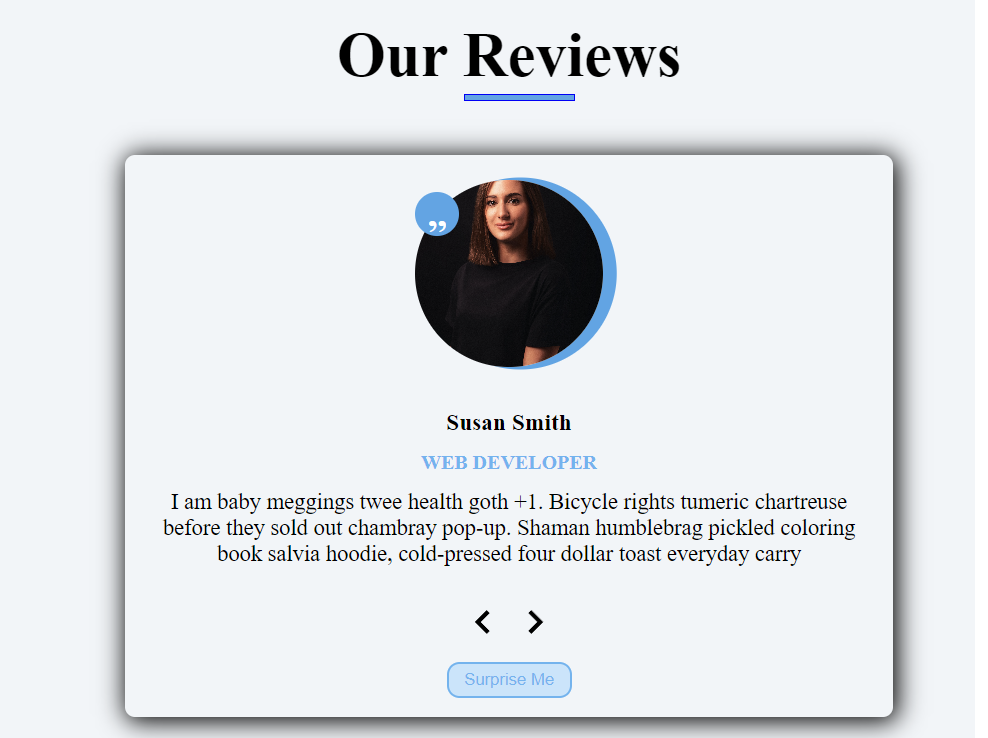 Our Reviews
”
Susan Smith
WEB DEVELOPER
I am baby meggings twee health goth +1. Bicycle rights tumeric chartreuse
before they sold out chambray pop-up. Shaman humblebrag pickled coloring
book salvia hoodie, cold-pressed four dollar toast everyday carry
Surprise Me